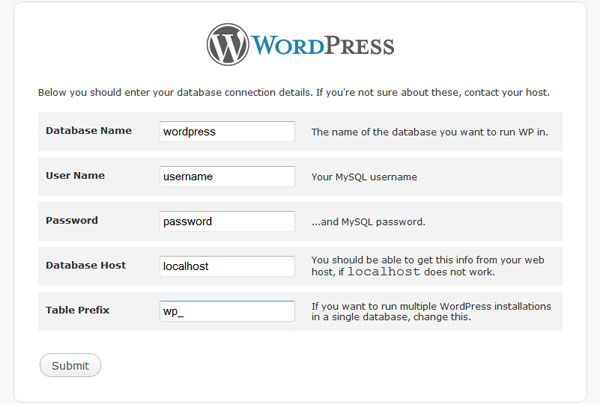 WORDPRESS
Below you should enter your database connection details. If you're not sure about these, contact your host.
Database Name wordpress The name of the database you want to run WP in.
User Name username Your MySQL username
Password password ...and MySQL password.
Database Host localhost You should be able to get this info from your web
host, if localhost does not work.
Table Prefix wp_ If you want to run multiple WordPress installations
in a single database, change this.
Submit